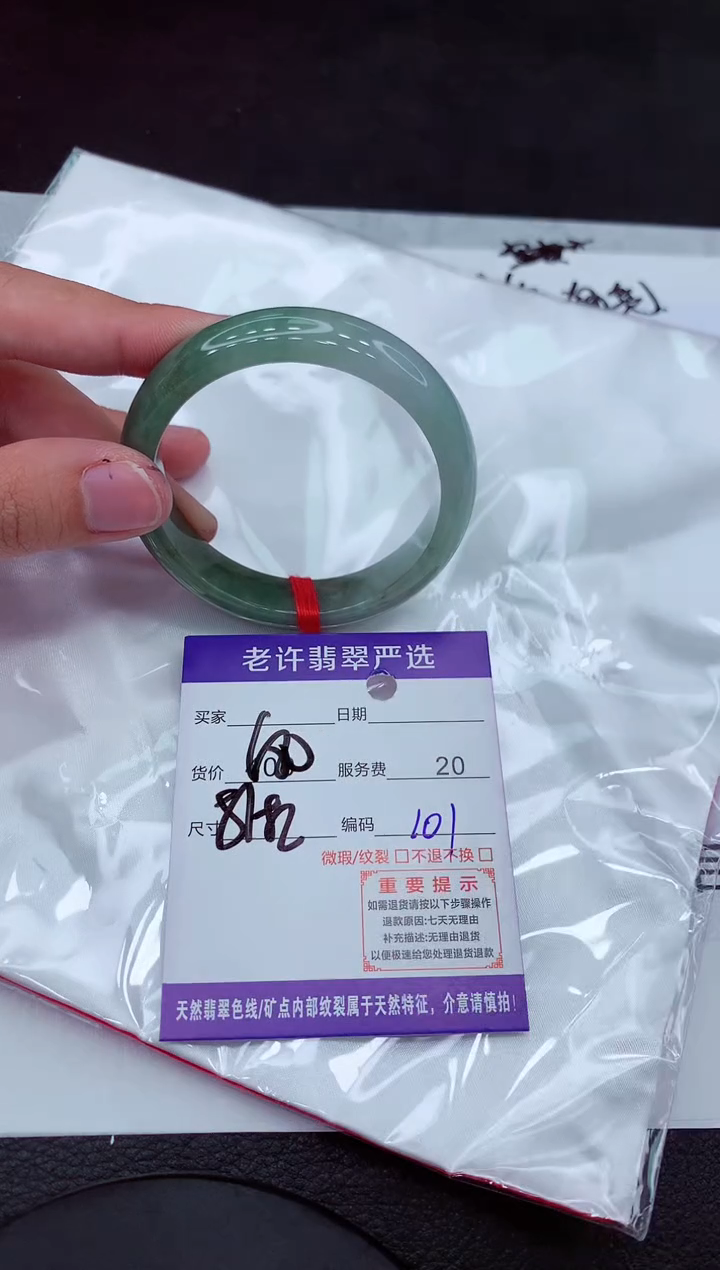 老许翡翠严选
买家 日期
货价 服务费 20
尺寸 编码 101
微瑕/纹裂 □不退不换 □
重要提示
如需退货请按以下步骤操作
退款原因:七天无理由
补充描述:无理由退货
以便极速给您处理退货退款
天然翡翠色线/矿点内部纹裂属于天然特征，介意请慎拍!